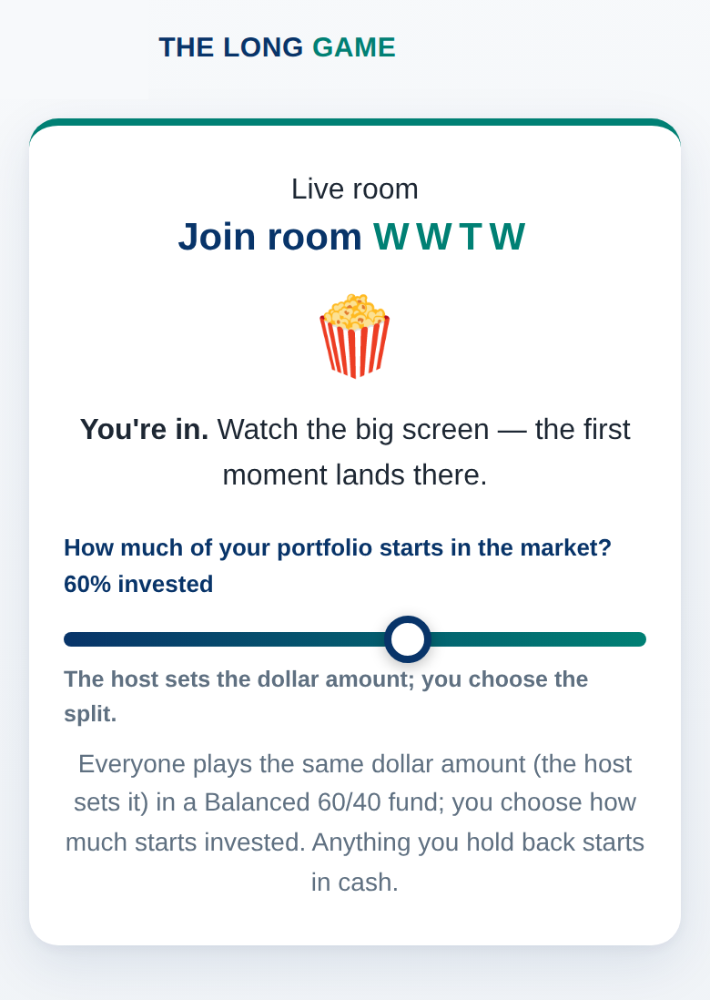 THE LONG GAME
Live room
Join room WWTW
You're in. Watch the big screen — the first
moment lands there.
How much of your portfolio starts in the market?
60% invested
The host sets the dollar amount; you choose the
split.
Everyone plays the same dollar amount (the host
sets it) in a Balanced 60/40 fund; you choose how
much starts invested. Anything you hold back starts
in cash.